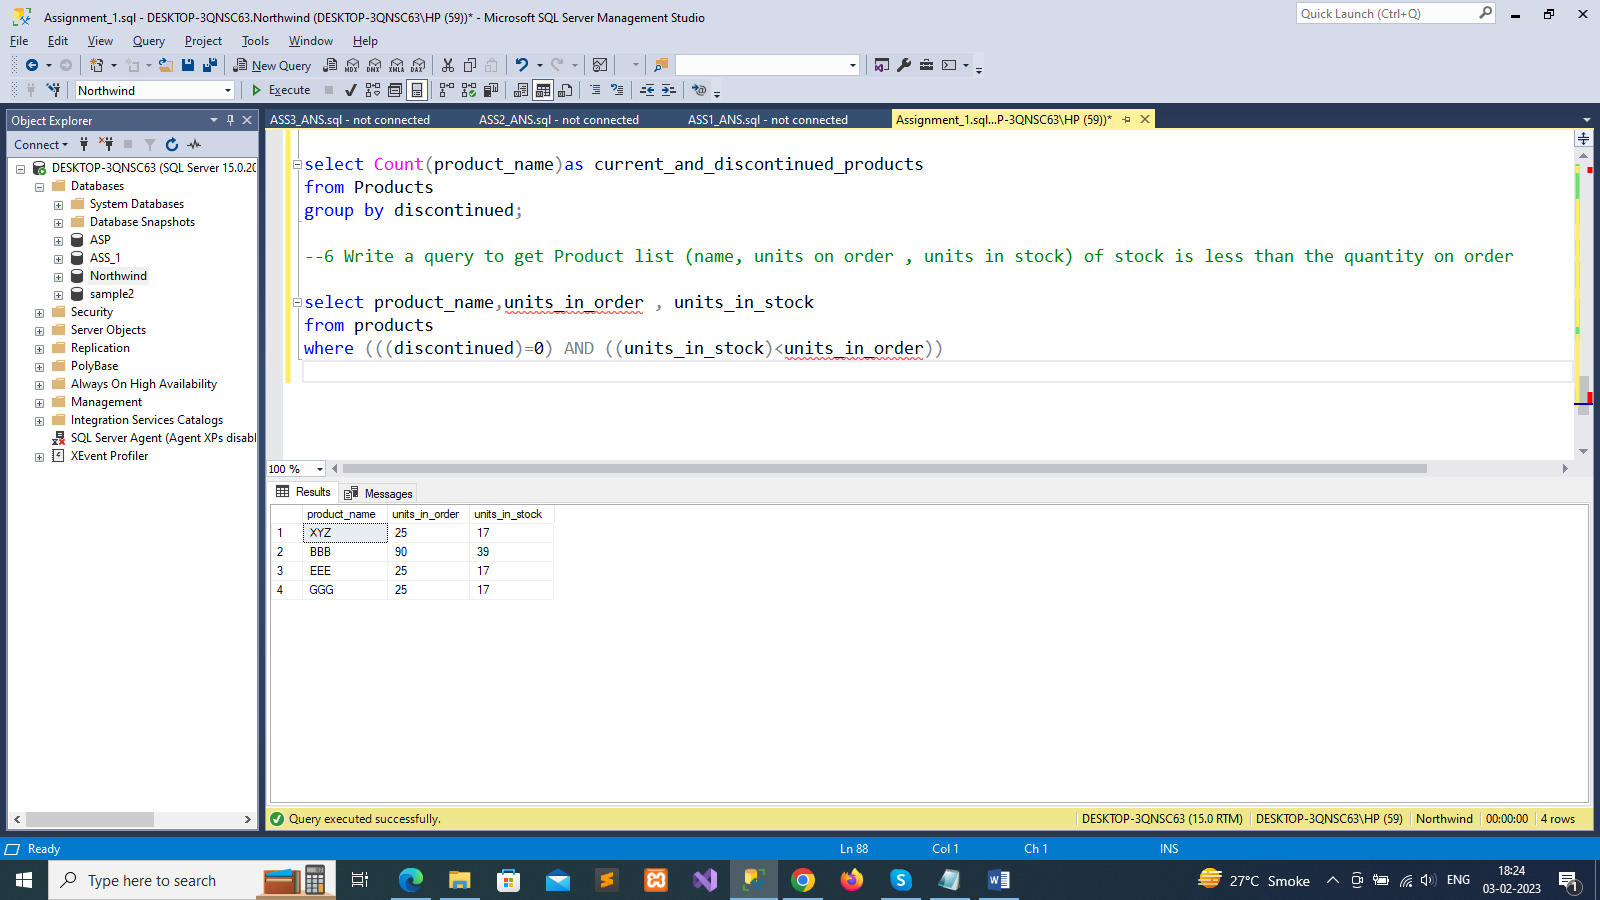 Assignment_1.sql - DESKTOP-3QNSC63.Northwind (DESKTOP-3QNSC63\HP (59))* - Microsoft SQL Server Management Studio
Quick Launch (Ctrl+Q)
File Edit View Query Project Tools Window Help
New Query MDX DMX XMLA DAX
Northwind Execute
Object Explorer
Connect
DESKTOP-3QNSC63 (SQL Server 15.0.20
Databases
System Databases
Database Snapshots
ASP
ASS_1
Northwind
sample2
Security
Server Objects
Replication
PolyBase
Always On High Availability
Management
Integration Services Catalogs
SQL Server Agent (Agent XPs disabl
XEvent Profiler
ASS3_ANS.sql - not connected ASS2_ANS.sql - not connected ASS1_ANS.sql - not connected Assignment_1.sql...P-3QNSC63\HP (59))*
select Count(product_name)as current_and_discontinued_products
from Products
group by discontinued;
--6 Write a query to get Product list (name, units on order , units in stock) of stock is less than the quantity on order
select product_name,units_in_order , units_in_stock
from products
where (((discontinued)=0) AND ((units_in_stock)<units_in_order))
100 %
Results Messages
product_name units_in_order units_in_stock
1 XYZ 25 17
2 BBB 90 39
3 EEE 25 17
4 GGG 25 17
Query executed successfully. DESKTOP-3QNSC63 (15.0 RTM) DESKTOP-3QNSC63\HP (59) Northwind 00:00:00 4 rows
Ready Ln 88 Col 1 Ch 1 INS
Type here to search
27°C Smoke ENG 18:24
03-02-2023
1